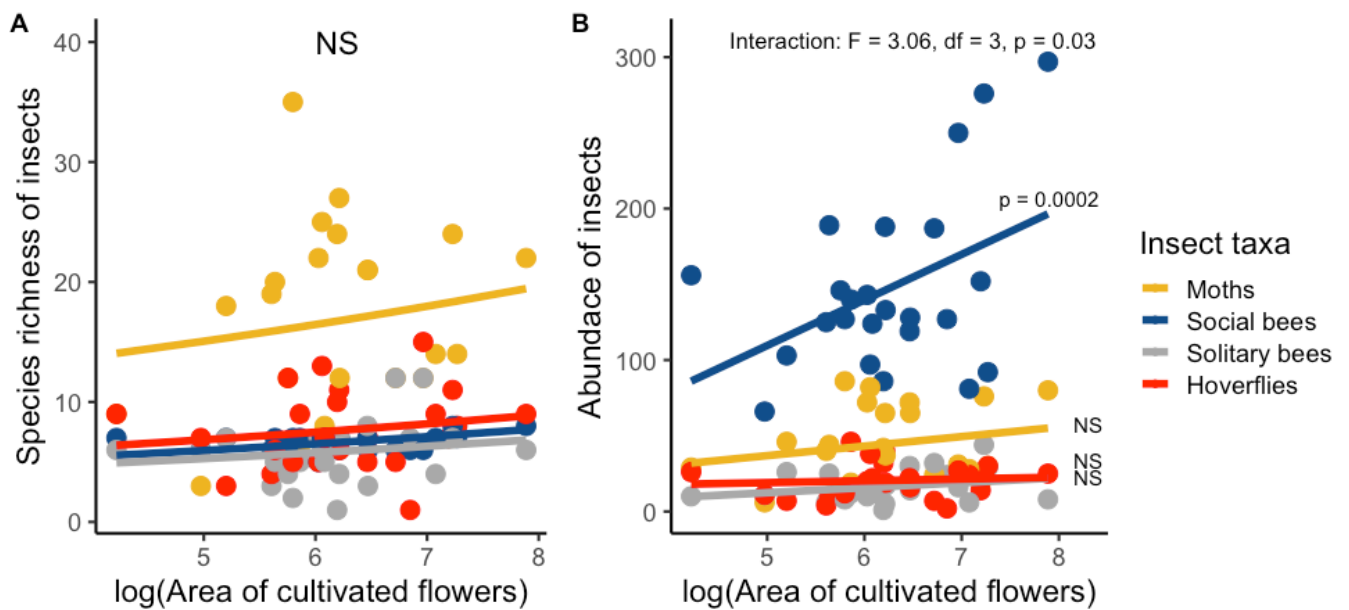 A
NS
40
30
20
10
0
Species richness of insects
5 6 7 8
log(Area of cultivated flowers)
B
Interaction: F = 3.06, df = 3, p = 0.03
300
200
100
0
Abundace of insects
p = 0.0002
NS
NS
NS
5 6 7 8
log(Area of cultivated flowers)
Insect taxa
Moths
Social bees
Solitary bees
Hoverflies